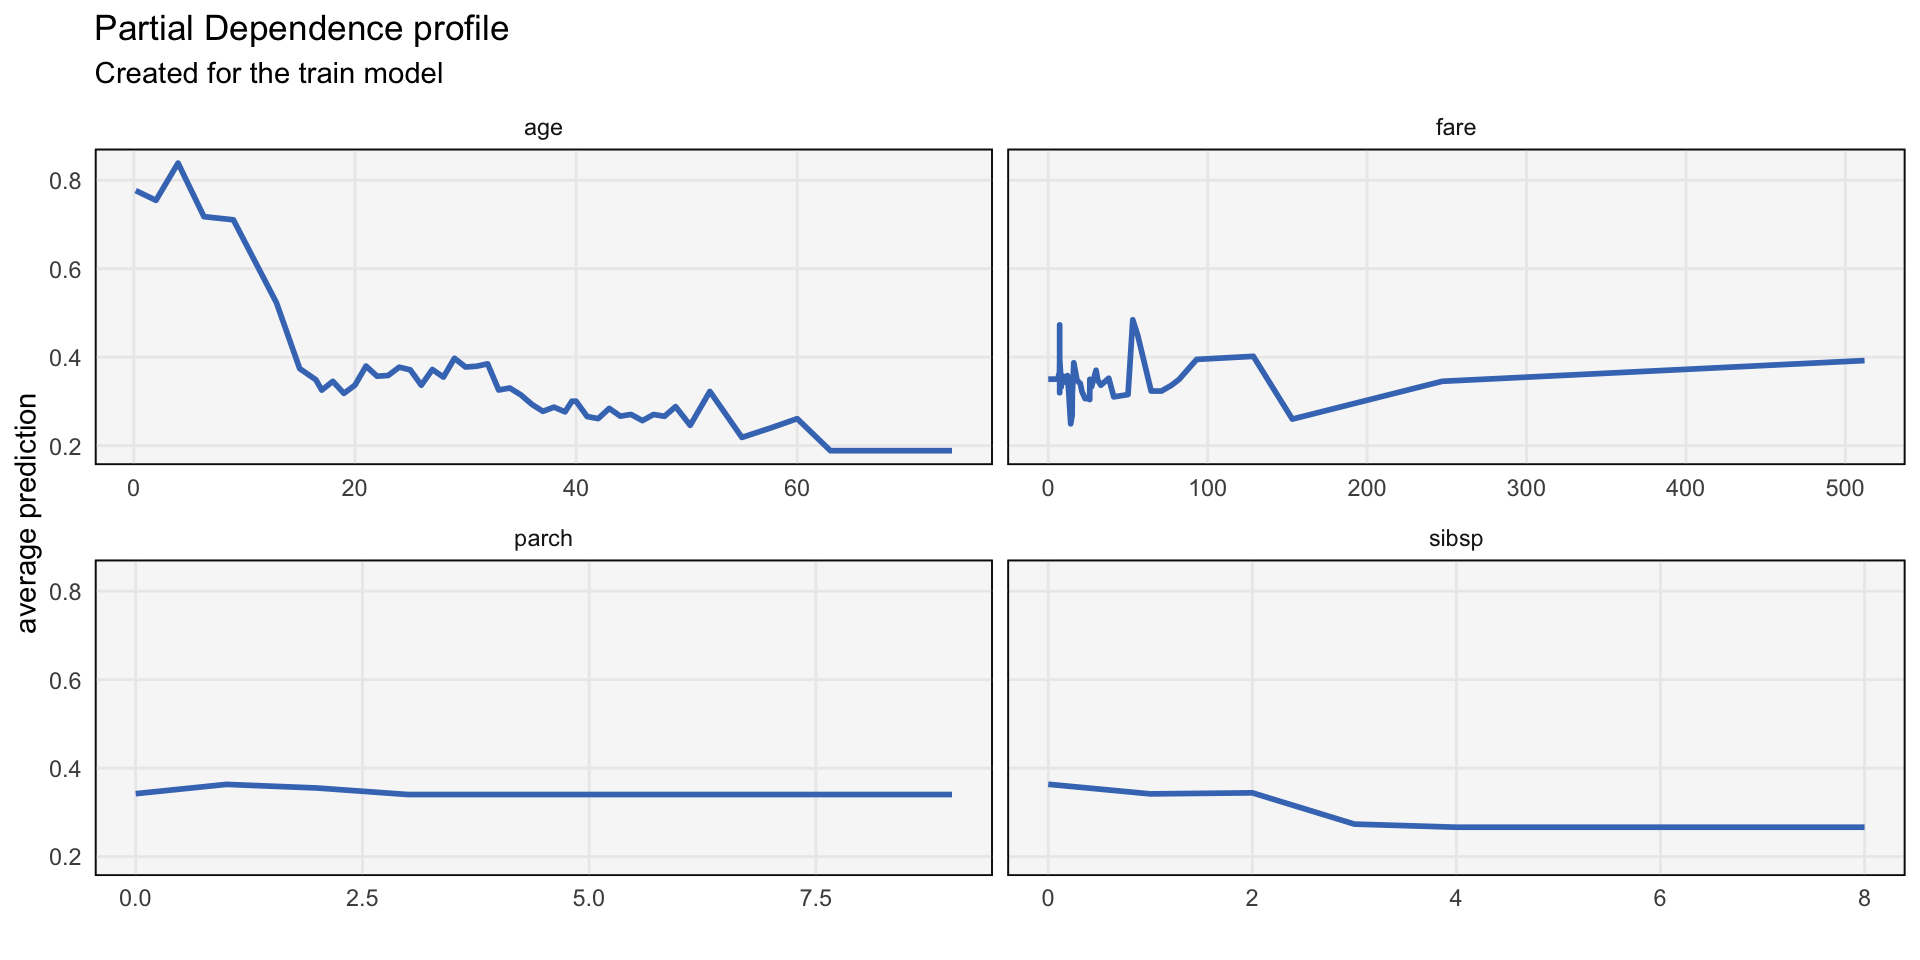 Partial Dependence profile
Created for the train model
age
fare
0.8
0.6
0.4
0.2
0 20 40 60
0 100 200 300 400 500
average prediction
parch
sibsp
0.8
0.6
0.4
0.2
0.0 2.5 5.0 7.5
0 2 4 6 8